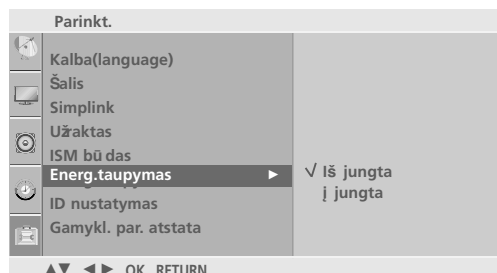 Parinkt.
Kalba(language)
Šalis
Simplink
Užraktas
ISM būdas
Energ.taupymas ►
ID nustatymas
Gamykl. par. atstata
√ Iš jungta
į jungta
▲▼ ◄ ► OK RETURN